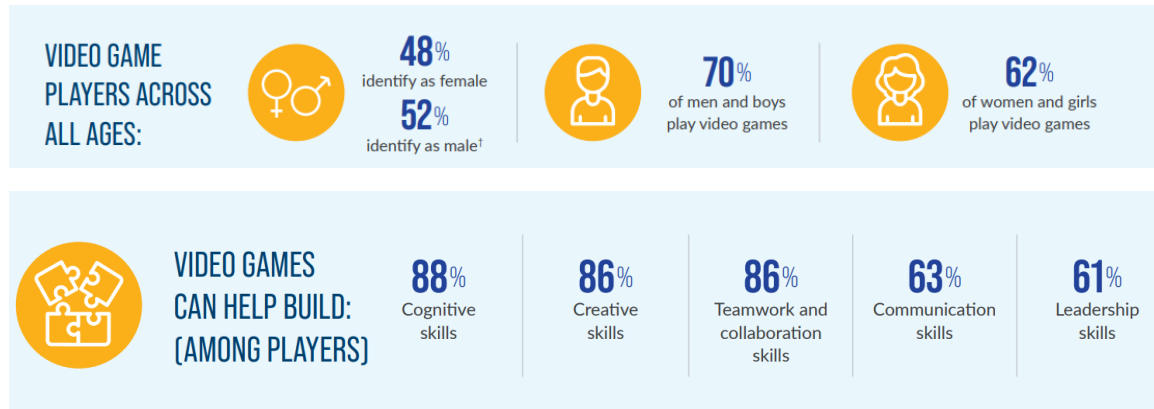 VIDEO GAME
PLAYERS ACROSS
ALL AGES:
48%
identify as female
52%
identify as male†
70%
of men and boys
play video games
62%
of women and girls
play video games
VIDEO GAMES
CAN HELP BUILD:
(AMONG PLAYERS)
88%
Cognitive
skills
86%
Creative
skills
86%
Teamwork and
collaboration
skills
63%
Communication
skills
61%
Leadership
skills